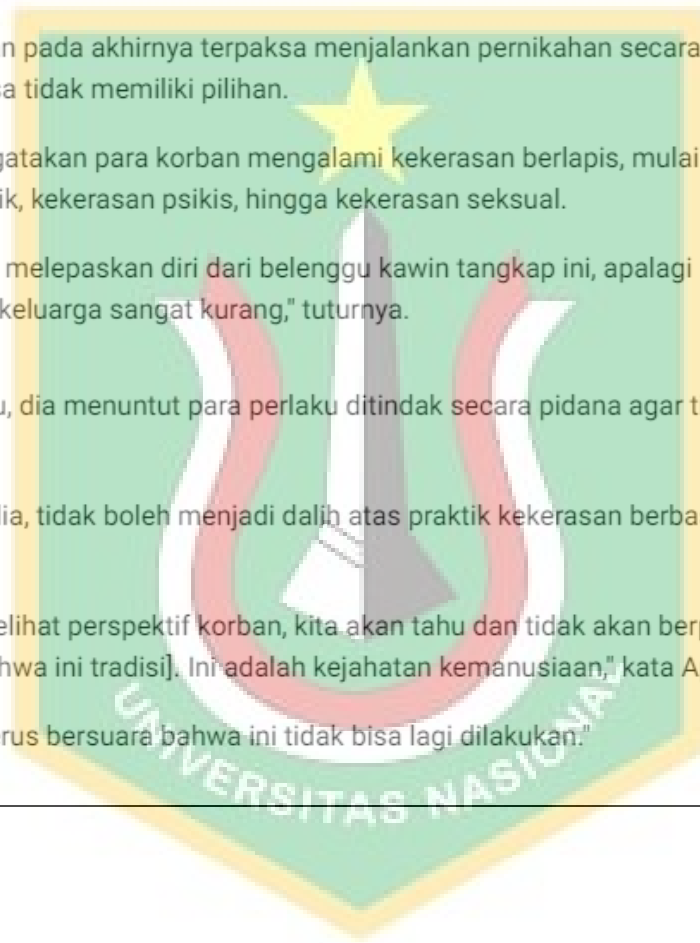 n pada akhirnya terpaksa menjalankan pernikahan secara
sa tidak memiliki pilihan.
gatakan para korban mengalami kekerasan berlapis, mulai
ik, kekerasan psikis, hingga kekerasan seksual.
melepaskan diri dari belenggu kawin tangkap ini, apalagi
keluarga sangat kurang," tuturnya.
u, dia menuntut para perlaku ditindak secara pidana agar t
dia, tidak boleh menjadi dalih atas praktik kekerasan berba
elihat perspektif korban, kita akan tahu dan tidak akan berp
hwa ini tradisi]. Ini adalah kejahatan kemanusiaan," kata A
rus bersuara bahwa ini tidak bisa lagi dilakukan."
UNIVERSITAS NASIONAL